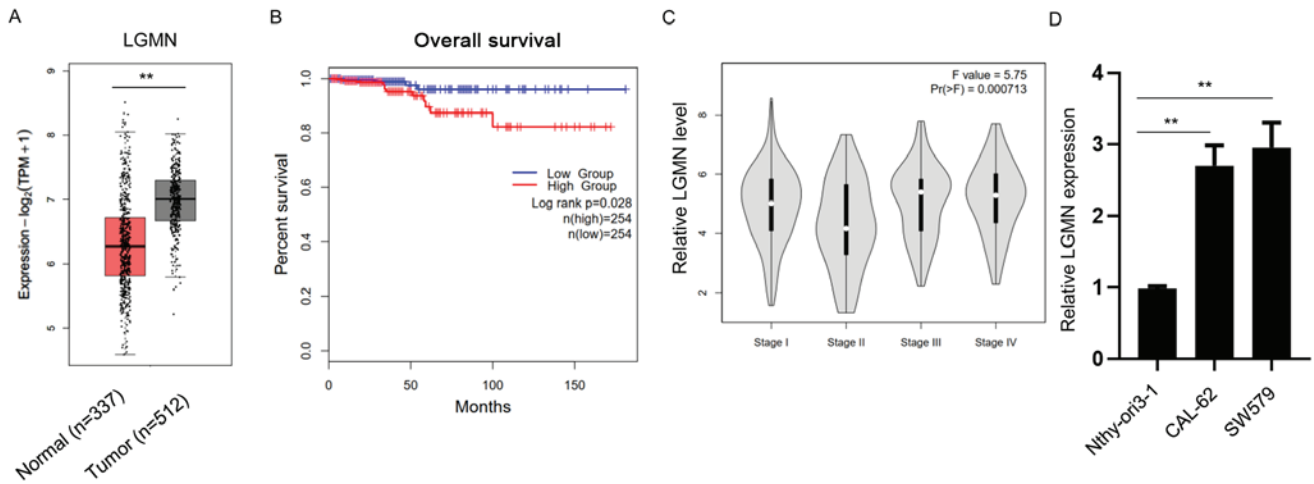 A
LGMN
**
Expression – log2(TPM + 1)
9
8
7
6
5
Normal (n=337)
Tumor (n=512)
B
Overall survival
Percent survival
1.0
0.8
0.6
0.4
0.2
0.0
Low Group
High Group
Log rank p=0.028
n(high)=254
n(low)=254
0
50
100
150
Months
C
F value = 5.75
Pr(>F) = 0.000713
Relative LGMN level
8
6
4
2
Stage I
Stage II
Stage III
Stage IV
D
Relative LGMN expression
4
3
2
1
0
**
**
Nthy-ori3-1
CAL-62
SW579